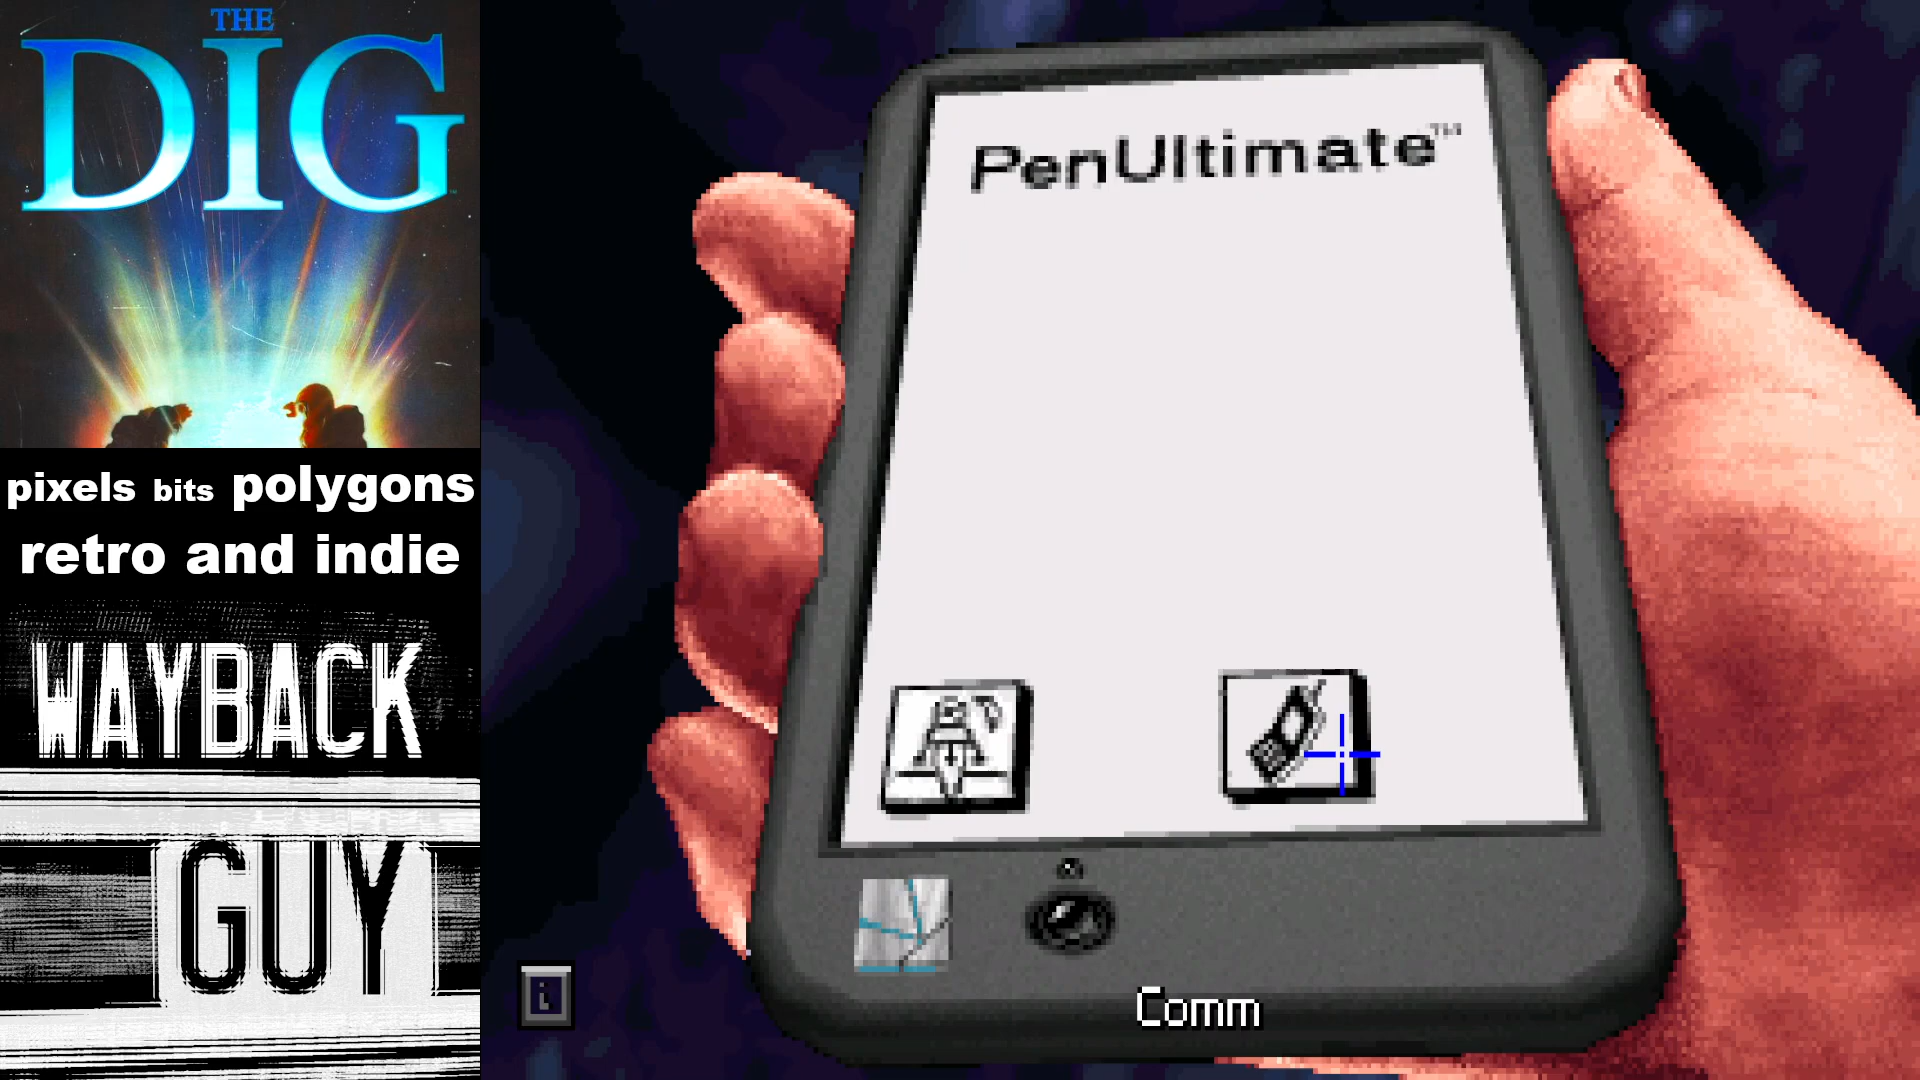 THE
DIG
pixels bits polygons
retro and indie
WAYBACK
GUY
PenUltimate™
i
Comm